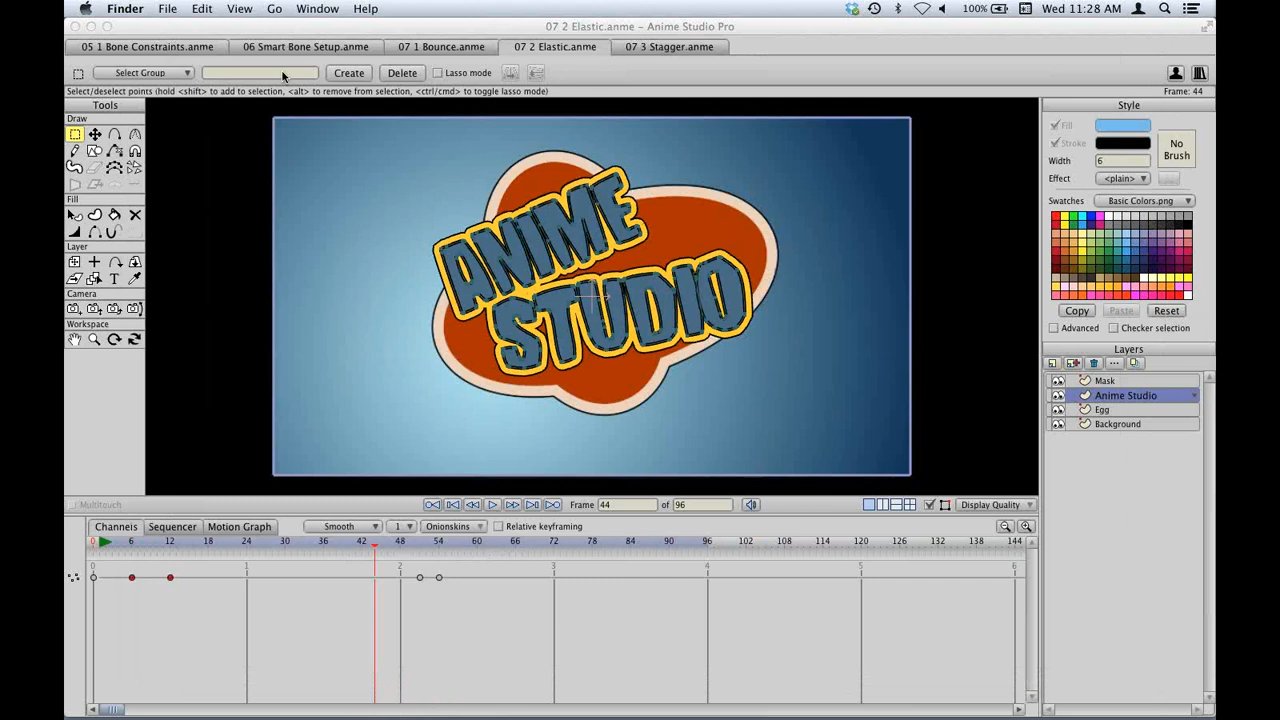 Finder File Edit View Go Window Help 100% Wed 11:28 AM
07 2 Elastic.anme - Anime Studio Pro
05 1 Bone Constraints.anme 06 Smart Bone Setup.anme 07 1 Bounce.anme 07 2 Elastic.anme 07 3 Stagger.anme
Select Group Create Delete Lasso mode
Select/deselect points (hold <shift> to add to selection, <alt> to remove from selection, <ctrl/cmd> to toggle lasso mode) Frame: 44
Tools
Draw
Fill
Layer
Camera
Workspace
ANIME
STUDIO
Style
Fill
Stroke
No Brush
Width 6
Effect <plain>
Swatches Basic Colors.png
Copy Paste Reset
Advanced Checker selection
Layers
Mask
Anime Studio
Egg
Background
Multitouch Frame 44 of 96 Display Quality
Channels Sequencer Motion Graph Smooth 1 Onionskins Relative keyframing
0 6 12 18 24 30 36 42 48 54 60 66 72 78 84 90 96 102 108 114 120 126 132 138 144
0 1 2 3 4 5 6